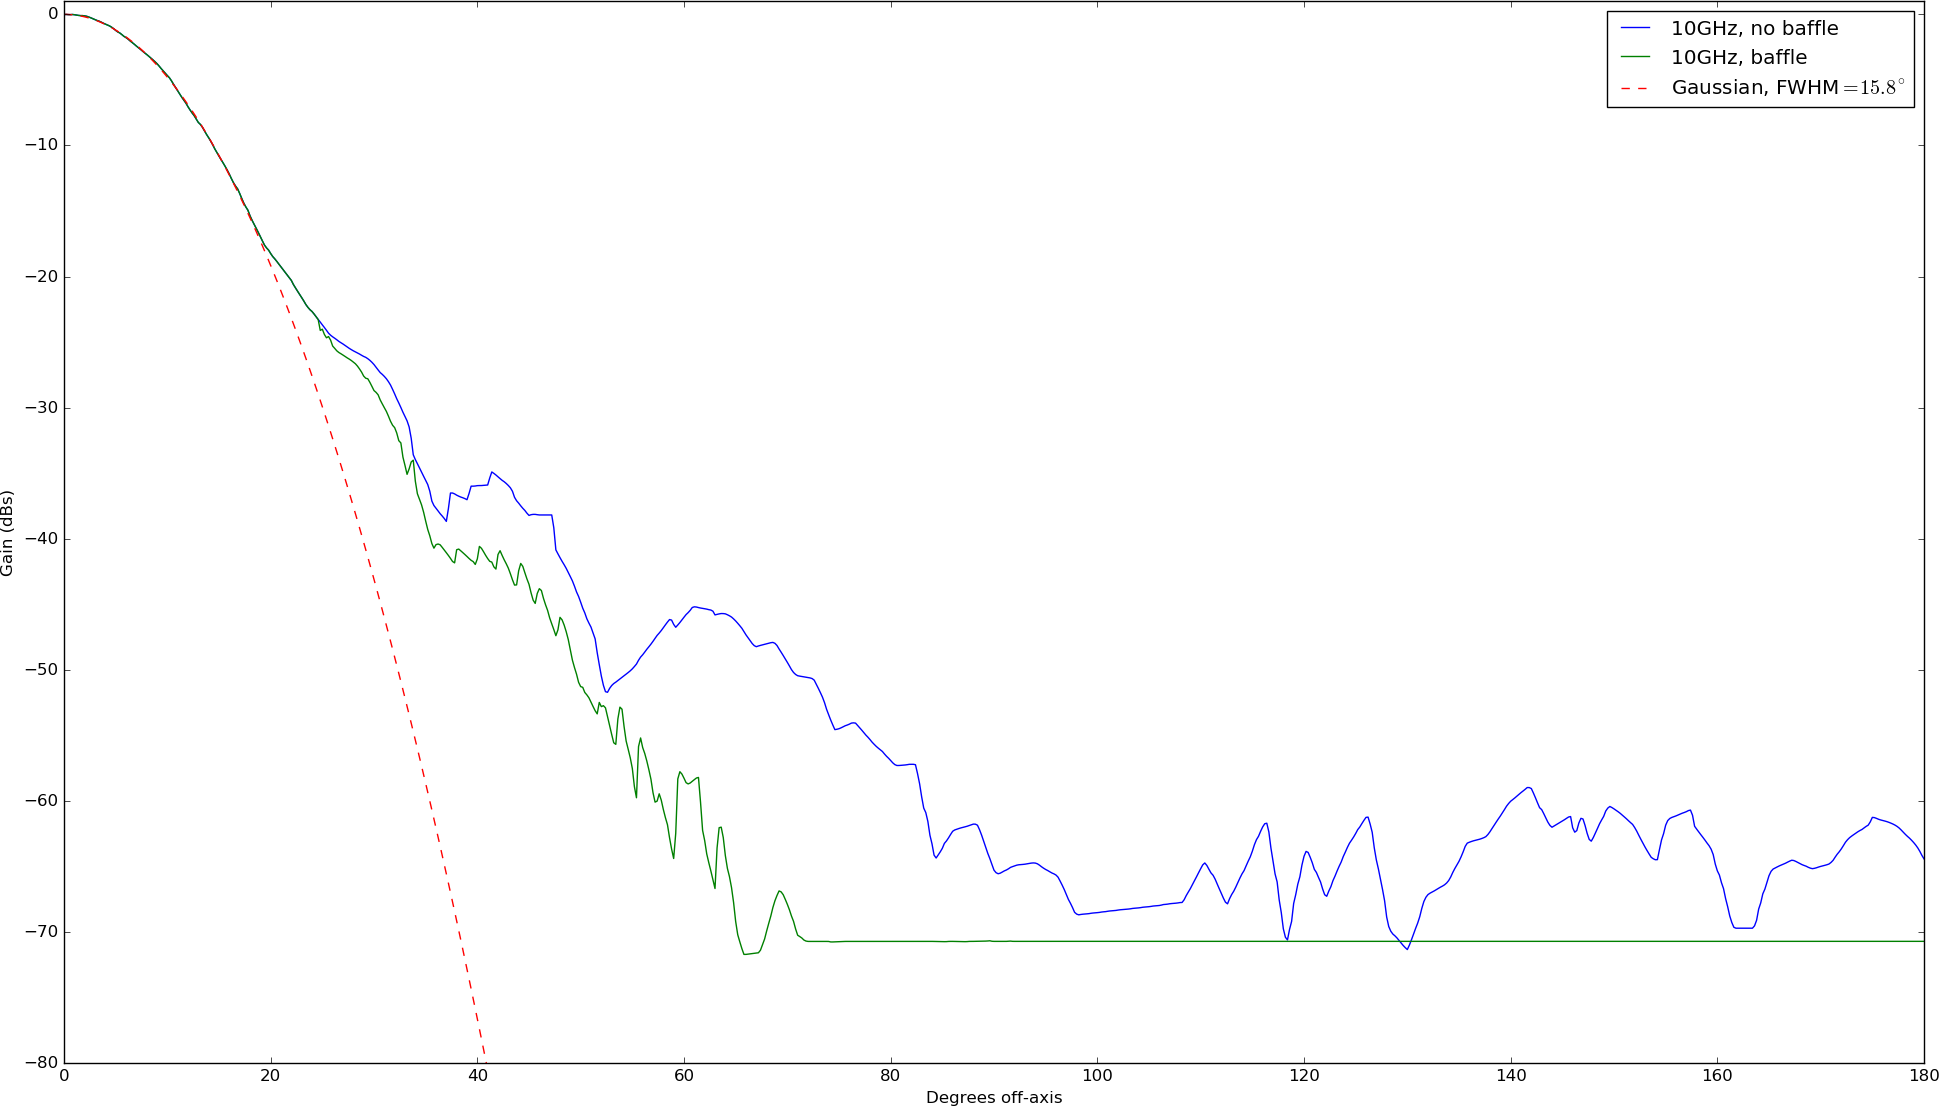 10GHz, no baffle
10GHz, baffle
Gaussian, FWHM = 15.8°
0
−10
−20
−30
−40
−50
−60
−70
−80
Gain (dBs)
0 20 40 60 80 100 120 140 160 180
Degrees off-axis